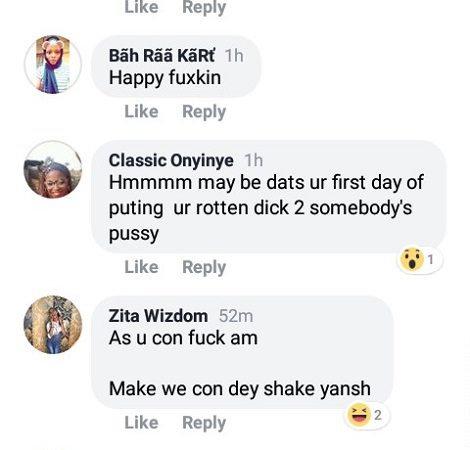 Like Reply
Bãh Rãã KãRť 1h
Happy fuxkin
Like Reply
Classic Onyinye 1h
Hmmmm may be dats ur first day of
puting ur rotten dick 2 somebody's
pussy
1
Like Reply
Zita Wizdom 52m
As u con fuck am
Make we con dey shake yansh
2
Like Reply